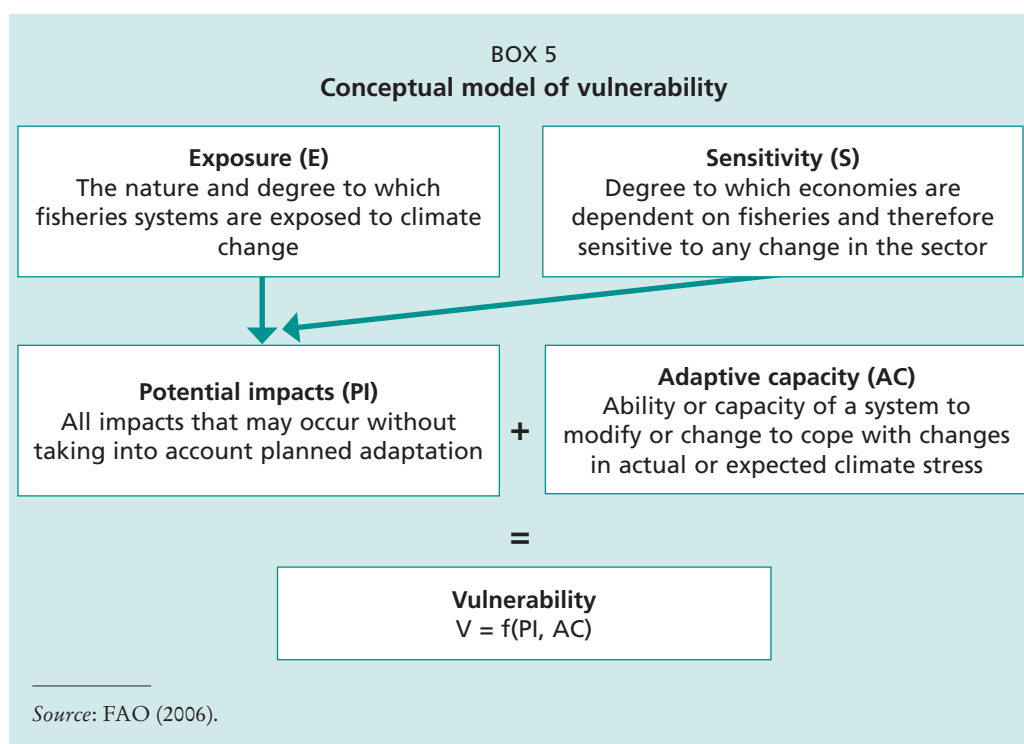 BOX 5
Conceptual model of vulnerability
Exposure (E)
The nature and degree to which
fisheries systems are exposed to climate
change
Sensitivity (S)
Degree to which economies are
dependent on fisheries and therefore
sensitive to any change in the sector
Potential impacts (PI)
All impacts that may occur without
taking into account planned adaptation
+
Adaptive capacity (AC)
Ability or capacity of a system to
modify or change to cope with changes
in actual or expected climate stress
=
Vulnerability
V = f(PI, AC)
Source: FAO (2006).